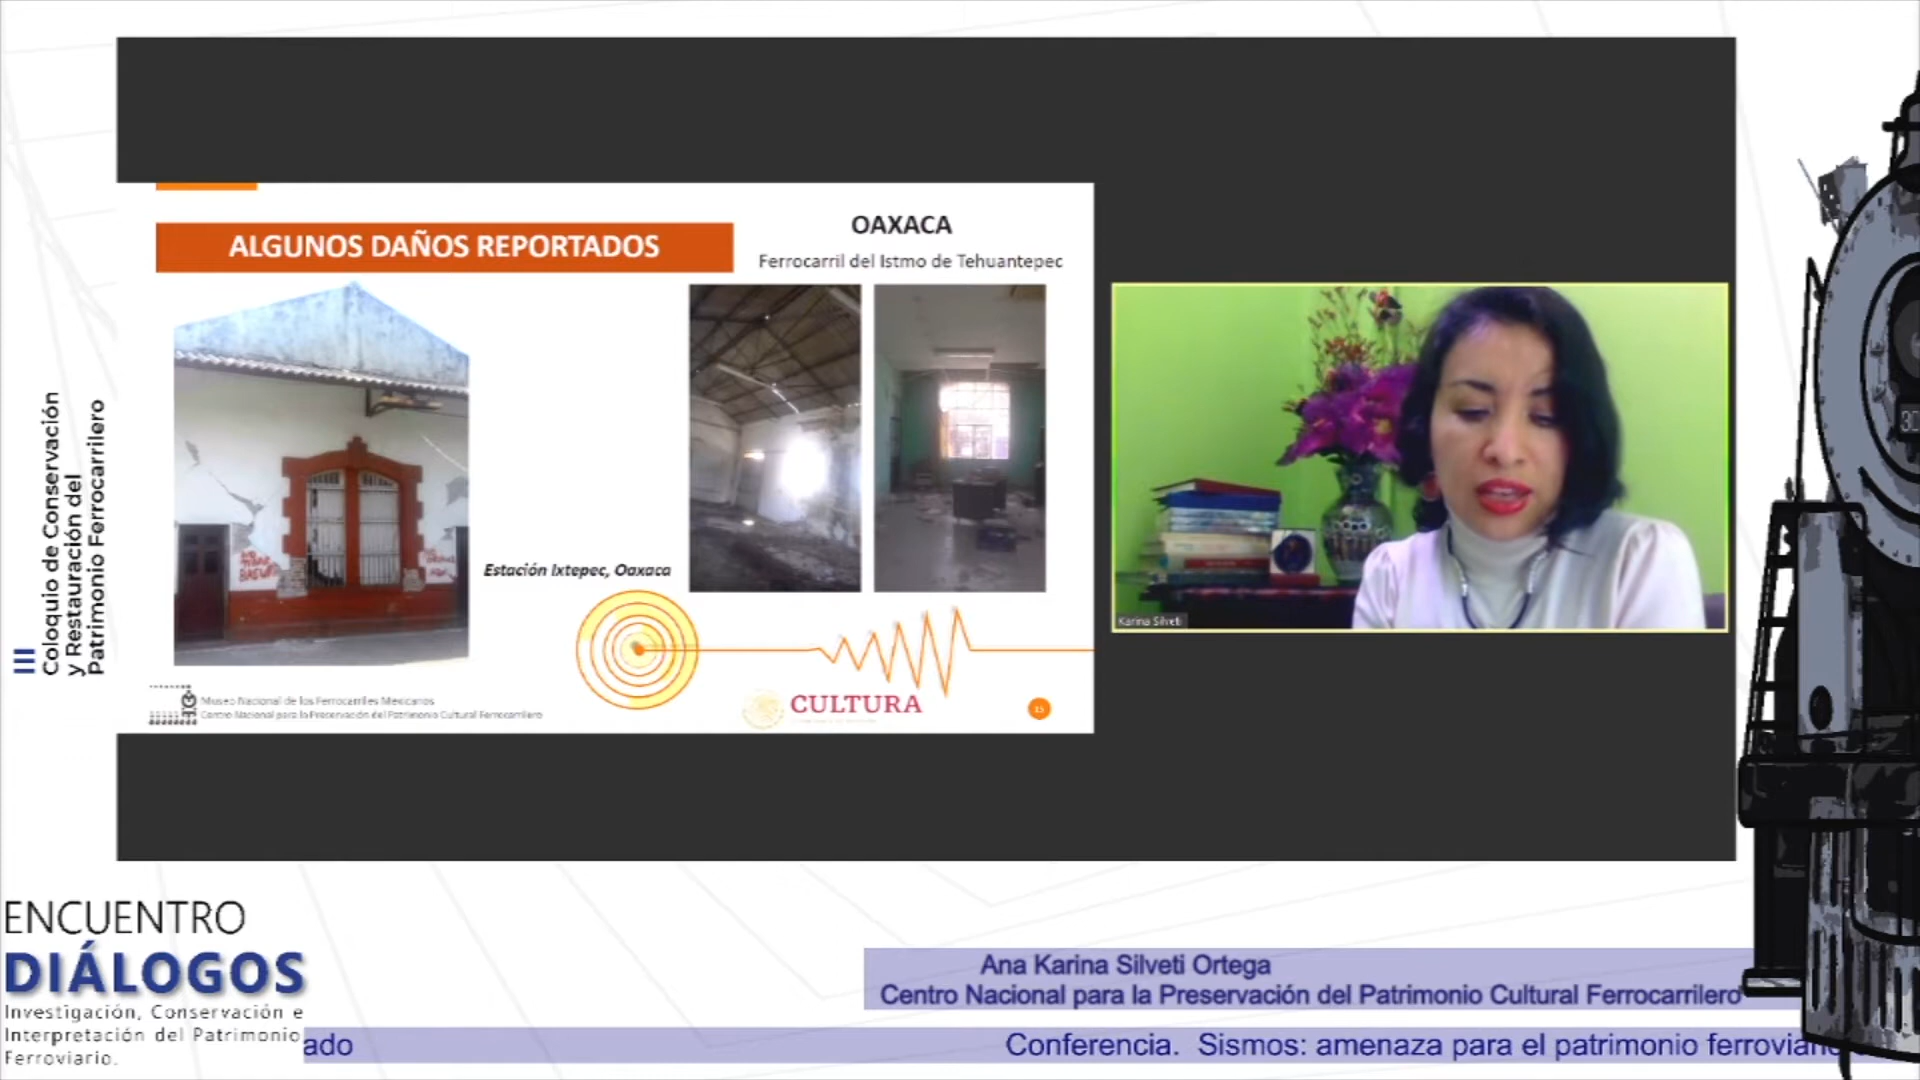 ALGUNOS DAÑOS REPORTADOS
OAXACA
Ferrocarril del Istmo de Tehuantepec
Estación Ixtepec, Oaxaca
Museo Nacional de los Ferrocarriles Mexicanos
Centro Nacional para la Preservación del Patrimonio Cultural Ferrocarrilero
CULTURA
15
Karina Silveti
III
Coloquio de Conservación
y Restauración del
Patrimonio Ferrocarrilero
ENCUENTRO
DIÁLOGOS
Investigación, Conservación e
Interpretación del Patrimonio
Ferroviario.
Ana Karina Silveti Ortega
Centro Nacional para la Preservación del Patrimonio Cultural Ferrocarrilero
ado
Conferencia. Sismos: amenaza para el patrimonio ferroviario